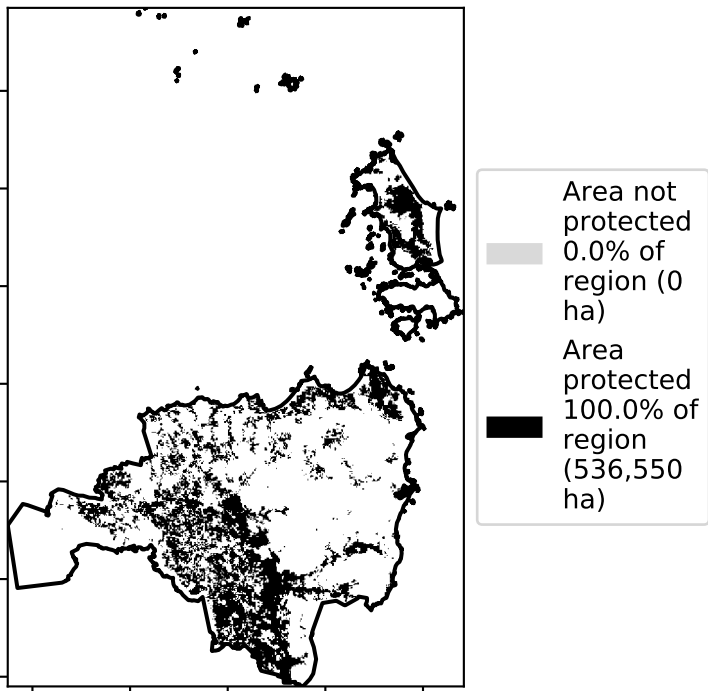 Area not
protected
0.0% of
region (0
ha)
Area
protected
100.0% of
region
(536,550
ha)